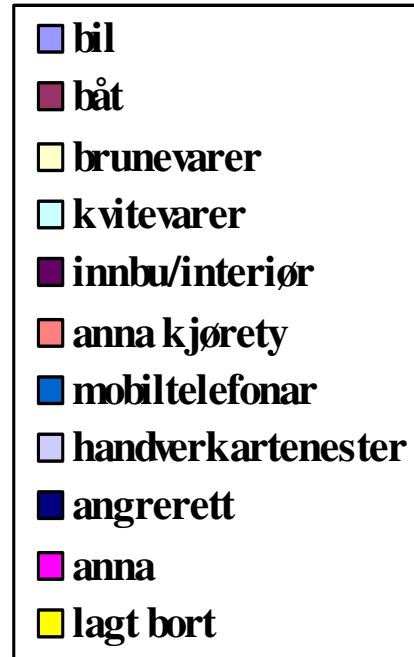 bil
båt
brunevarer
kvitevarer
innbu/interiør
anna kjørety
mobiltelefonar
handverkartenester
angrerett
anna
lagt bort